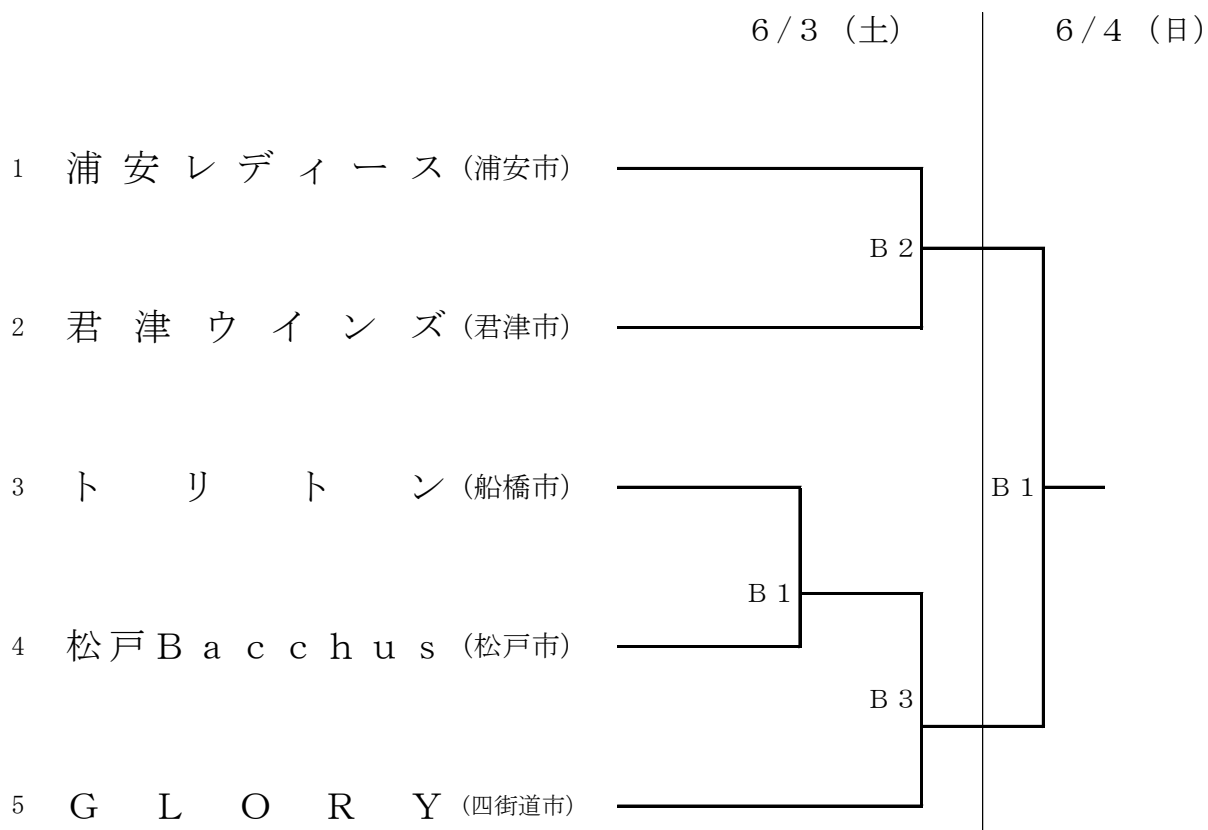 6/3 (土) 6/4 (日)
1 浦安レディース (浦安市)
B2
2 君津ウインズ (君津市)
3 トリトン (船橋市)
B1
B1
4 松戸Bacchus (松戸市)
B3
5 GLORY (四街道市)